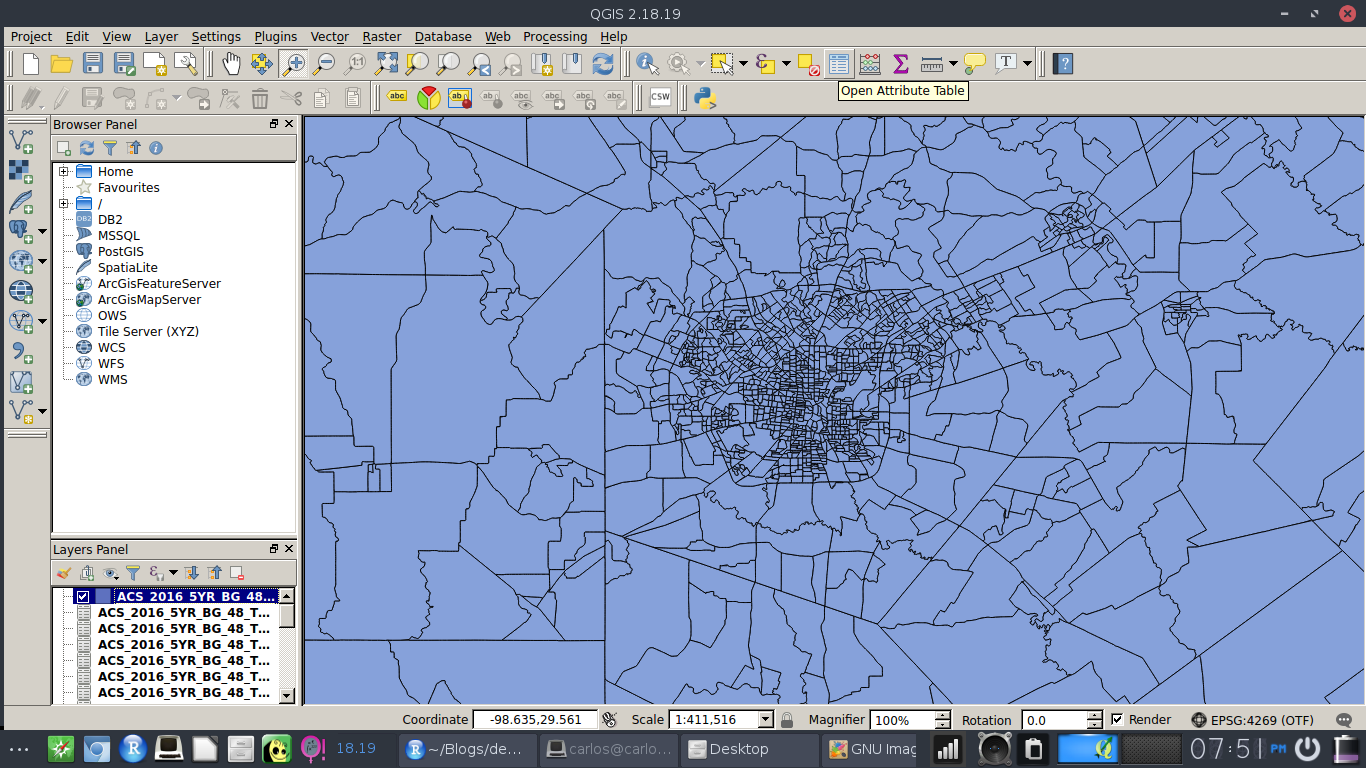 QGIS 2.18.19
Project Edit View Layer Settings Plugins Vector Raster Database Web Processing Help
Open Attribute Table
abc
CSW
Browser Panel
Home
Favourites
/
DB2
MSSQL
PostGIS
SpatiaLite
ArcGisFeatureServer
ArcGisMapServer
OWS
Tile Server (XYZ)
WCS
WFS
WMS
Layers Panel
ACS_2016_5YR_BG_48...
ACS_2016_5YR_BG_48_T...
ACS_2016_5YR_BG_48_T...
ACS_2016_5YR_BG_48_T...
ACS_2016_5YR_BG_48_T...
ACS_2016_5YR_BG_48_T...
ACS_2016_5YR_BG_48_T...
Coordinate -98.635,29.561 Scale 1:411,516 Magnifier 100% Rotation 0.0 Render EPSG:4269 (OTF)
18.19 ~/Blogs/de... carlos@carlo... Desktop GNU Imag 07:51 PM